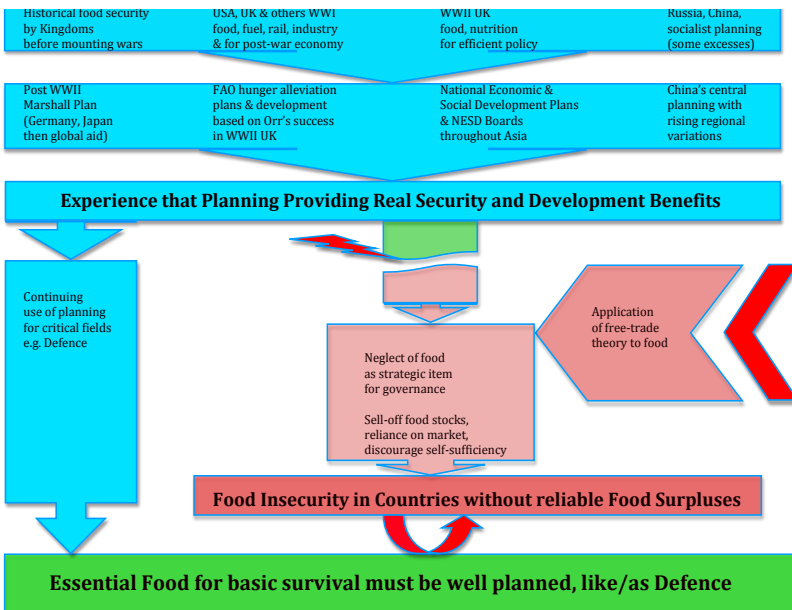 Historical food security
by Kingdoms
before mounting wars
USA, UK & others WWI
food, fuel, rail, industry
& for post-war economy
WWII UK
food, nutrition
for efficient policy
Russia, China,
socialist planning
(some excesses)
Post WWII
Marshall Plan
(Germany, Japan
then global aid)
FAO hunger alleviation
plans & development
based on Orr's success
in WWII UK
National Economic &
Social Development Plans
& NESD Boards
throughout Asia
China's central
planning with
rising regional
variations
Experience that Planning Providing Real Security and Development Benefits
Continuing
use of planning
for critical fields
e.g. Defence
Application
of free-trade
theory to food
Neglect of food
as strategic item
for governance
Sell-off food stocks,
reliance on market,
discourage self-sufficiency
Food Insecurity in Countries without reliable Food Surpluses
Essential Food for basic survival must be well planned, like/as Defence